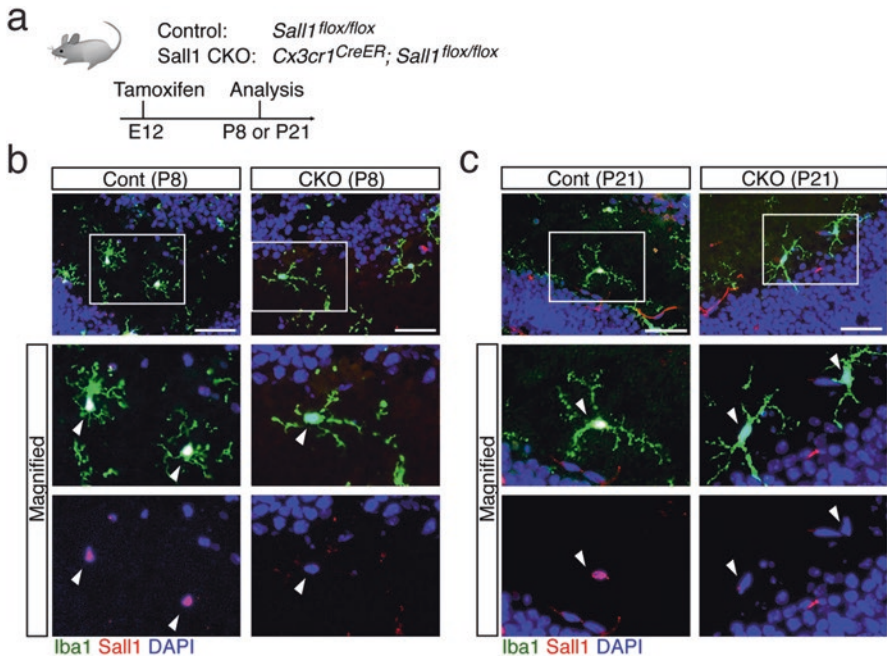 a
Control: Sall1flox/flox
Sall1 CKO: Cx3cr1CreER; Sall1flox/flox
Tamoxifen Analysis
E12 P8 or P21
b
Cont (P8) CKO (P8)
Magnified
Iba1 Sall1 DAPI
c
Cont (P21) CKO (P21)
Magnified
Iba1 Sall1 DAPI